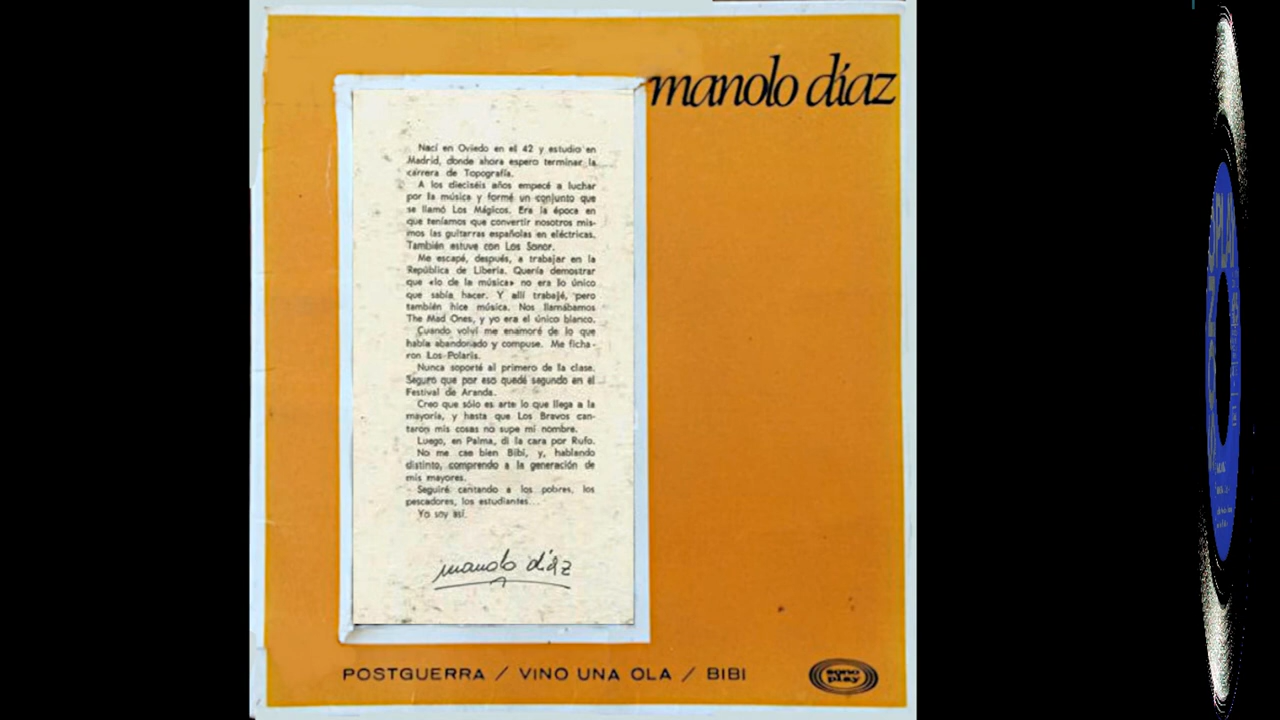 manolo díaz
Nací en Oviedo en el 42 y estudio en
Madrid, donde ahora espero terminar la
carrera de Topografía.
A los dieciséis años empecé a luchar
por la música y formé un conjunto que
se llamó Los Mágicos. Era la época en
que teníamos que convertir nosotros mis-
mos las guitarras españolas en eléctricas.
También estuve con Los Sonor.
Me escapé, después, a trabajar en la
República de Liberia. Quería demostrar
que «lo de la música» no era lo único
que sabía hacer. Y allí trabajé, pero
también hice música. Nos llamábamos
The Mad Ones, y yo era el único blanco.
Cuando volví me enamoré de lo que
había abandonado y compuse. Me ficha-
ron Los Polaris.
Nunca soporté al primero de la clase.
Seguro que por eso quedé segundo en el
Festival de Aranda.
Creo que sólo es arte lo que llega a la
mayoría, y hasta que Los Bravos can-
taron mis cosas no supe mi nombre.
Luego, en Palma, di la cara por Rufo.
No me cae bien Bibí, y, hablando
distinto, comprendo a la generación de
mis mayores.
Seguiré cantando a los pobres, los
pescadores, los estudiantes...
Yo soy así.
manolo díaz
POSTGUERRA / VINO UNA OLA / BIBI
sono
play